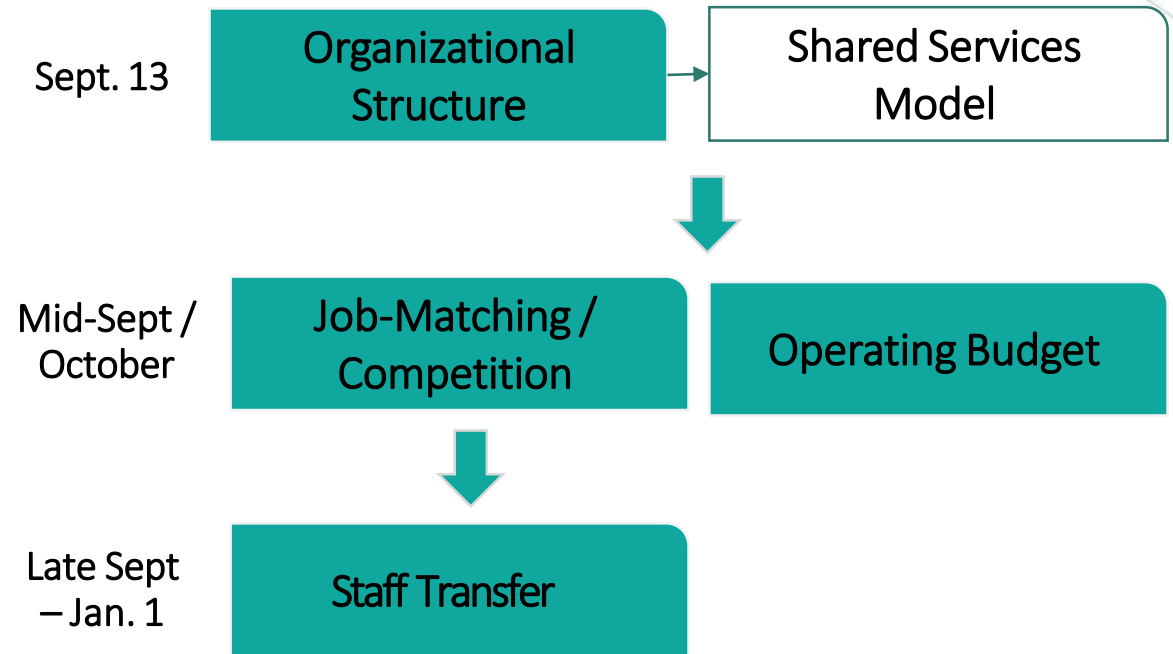 Sept. 13
Organizational
Structure
Shared Services
Model
Mid-Sept /
October
Job-Matching /
Competition
Operating Budget
Late Sept
– Jan. 1
Staff Transfer